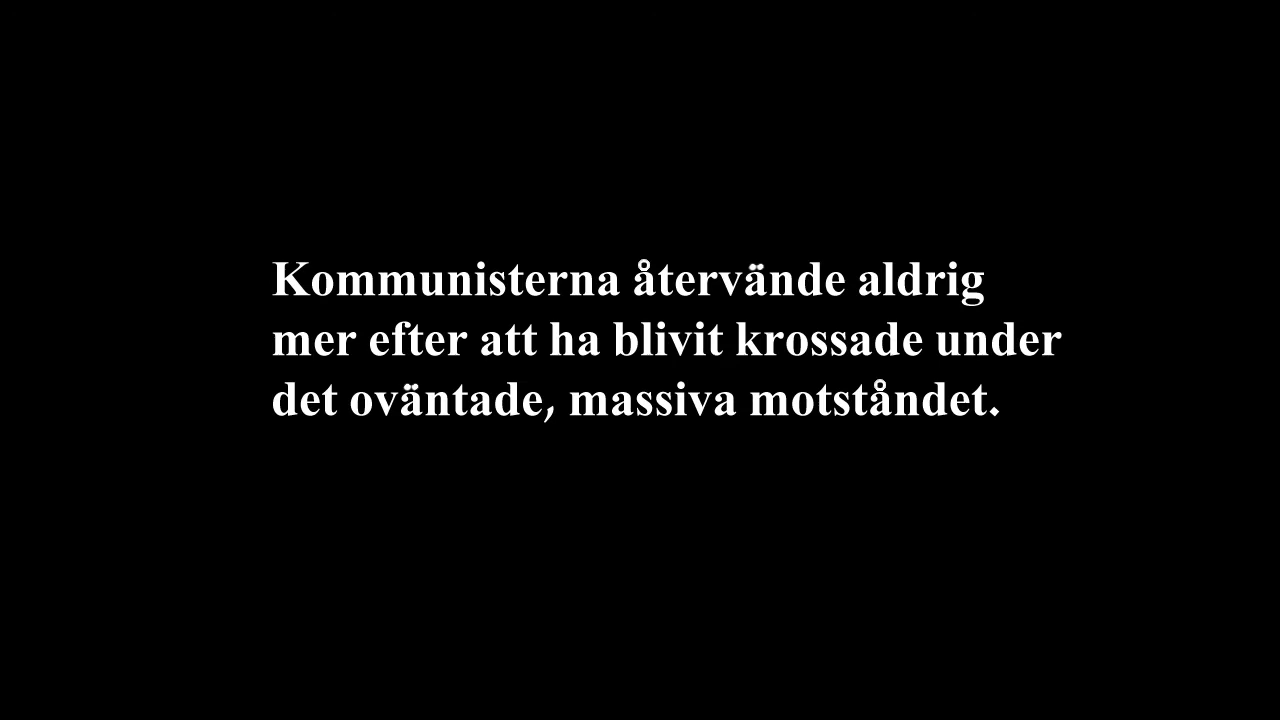 Kommunisterna återvände aldrig
mer efter att ha blivit krossade under
det oväntade, massiva motståndet.